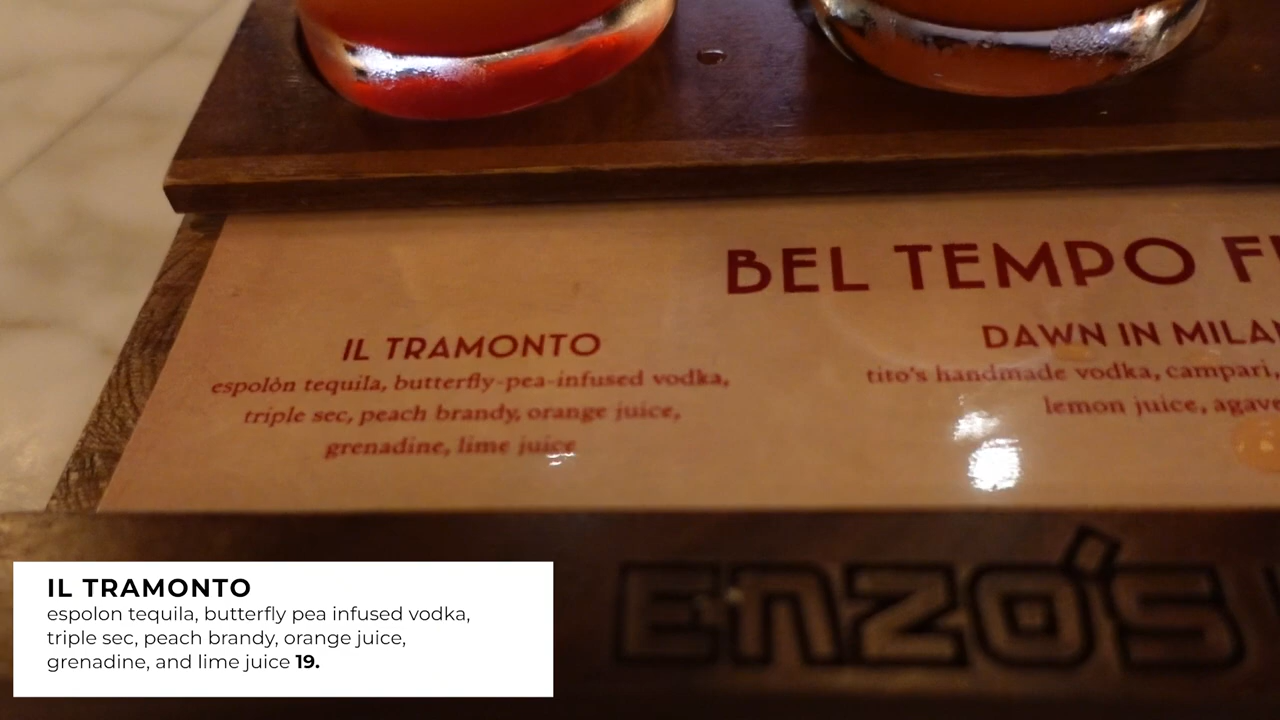 BEL TEMPO
IL TRAMONTO
espolòn tequila, butterfly-pea-infused vodka,
triple sec, peach brandy, orange juice,
grenadine, lime juice
DAWN IN
tito's handmade vodka, campari,
lemon juice,
ENZO'S
IL TRAMONTO
espolon tequila, butterfly pea infused vodka,
triple sec, peach brandy, orange juice,
grenadine, and lime juice 19.